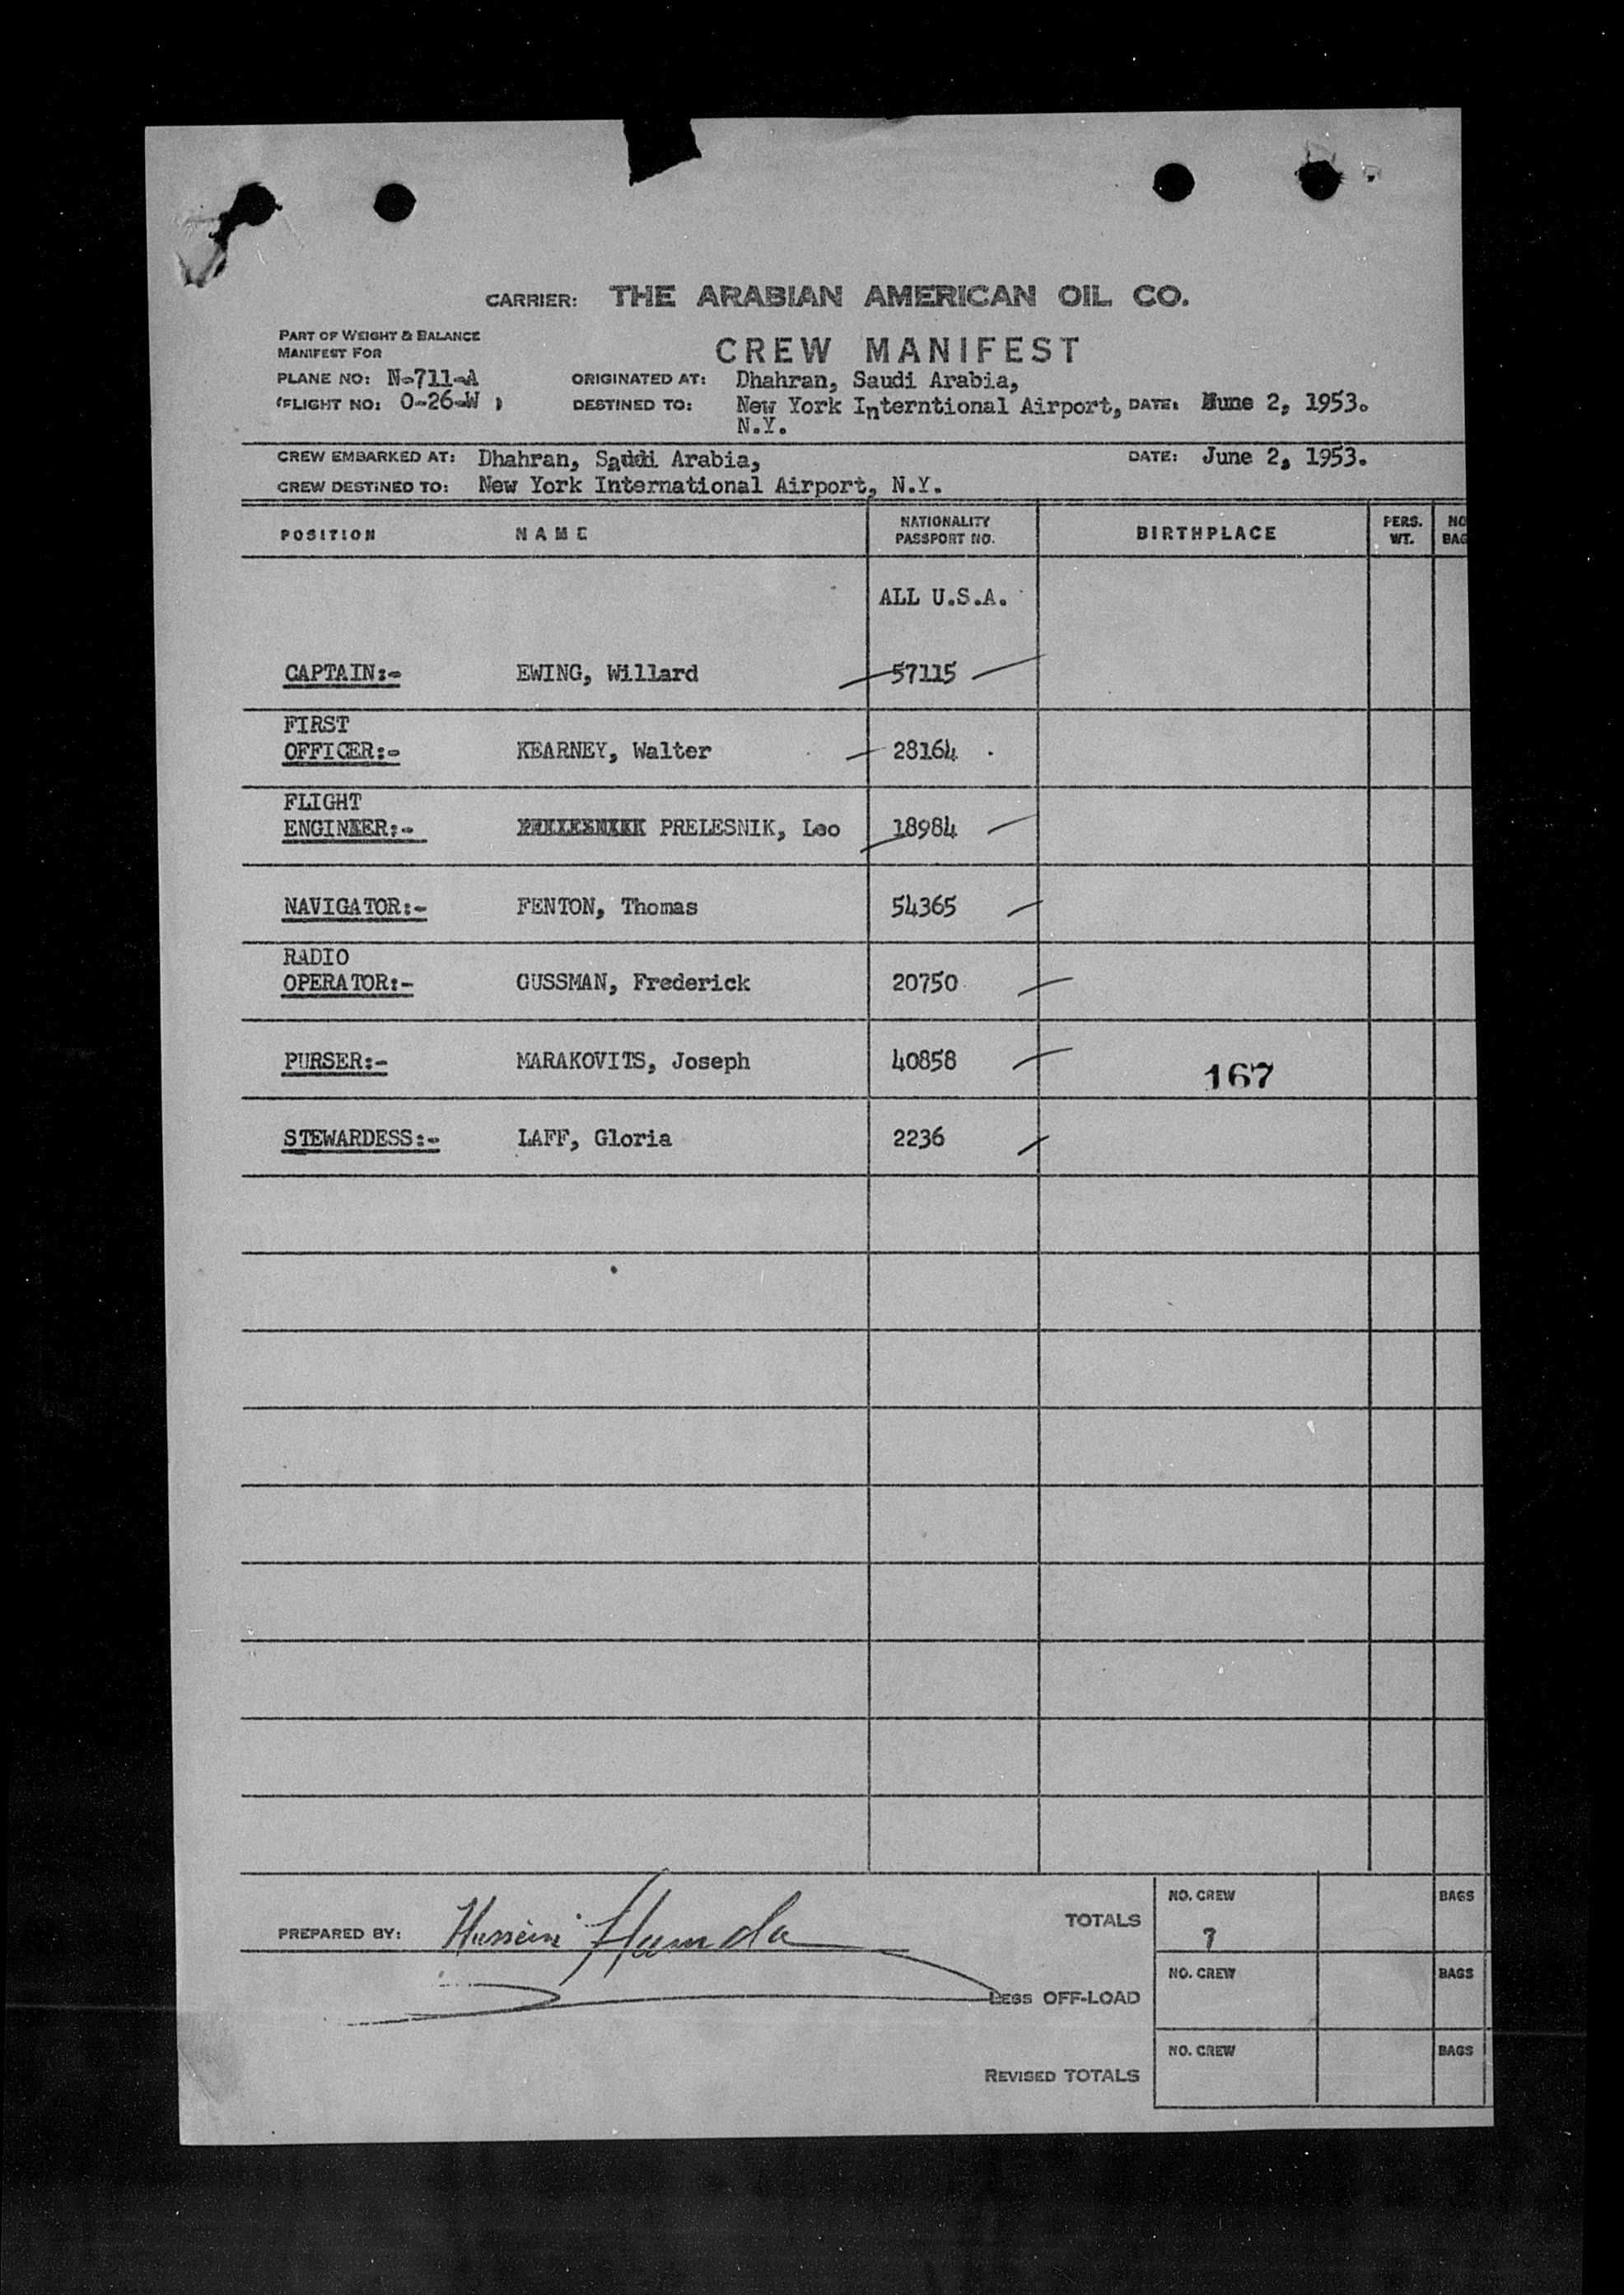 CARRIER: THE ARABIAN AMERICAN OIL CO.
PART OF WEIGHT & BALANCE
MANIFEST FOR
CREW MANIFEST
PLANE NO: N-711-A ORIGINATED AT: Dhahran, Saudi Arabia,
(FLIGHT NO: O-26-W ) DESTINED TO: New York Interntional Airport, DATE: June 2, 1953.
N.Y.
CREW EMBARKED AT: Dhahran, Saddi Arabia, DATE: June 2, 1953.
CREW DESTINED TO: New York International Airport, N.Y.
POSITION NAME NATIONALITY PASSPORT NO. BIRTHPLACE PERS. WT. NO BAG
ALL U.S.A.
CAPTAIN:- EWING, Willard 57115
FIRST
OFFICER:- KEARNEY, Walter 28164
FLIGHT
ENGINEER:- PRELESNIK, Leo 18984
NAVIGATOR:- FENTON, Thomas 54365
RADIO
OPERATOR:- GUSSMAN, Frederick 20750
PURSER:- MARAKOVITS, Joseph 40858 167
STEWARDESS:- LAFF, Gloria 2236
NO. CREW BAGS
PREPARED BY: Hussein Hamda TOTALS 7
NO. CREW BAGS
LESS OFF-LOAD
NO. CREW BAGS
REVISED TOTALS